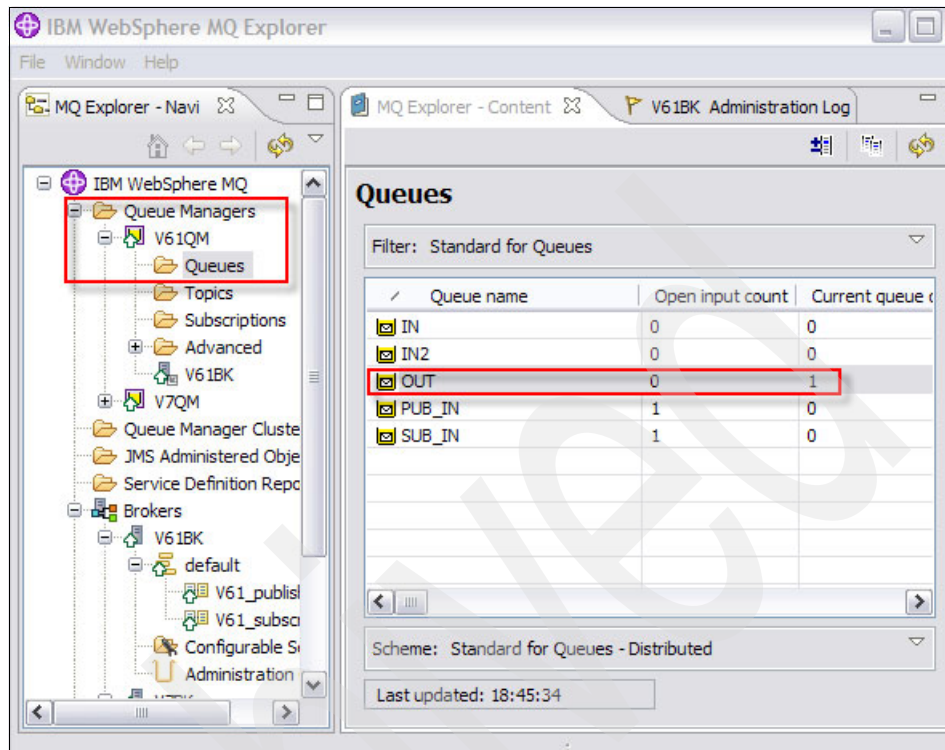 IBM WebSphere MQ Explorer
File Window Help
MQ Explorer - Navi
MQ Explorer - Content
V61BK Administration Log
IBM WebSphere MQ
Queue Managers
V61QM
Queues
Topics
Subscriptions
Advanced
V61BK
V7QM
Queue Manager Cluste
JMS Administered Obje
Service Definition Repo
Brokers
V61BK
default
V61_publis
V61_subsc
Configurable Se
Administration
Queues
Filter: Standard for Queues
Queue name Open input count Current queue
IN 0 0
IN2 0 0
OUT 0 1
PUB_IN 1 0
SUB_IN 1 0
Scheme: Standard for Queues - Distributed
Last updated: 18:45:34